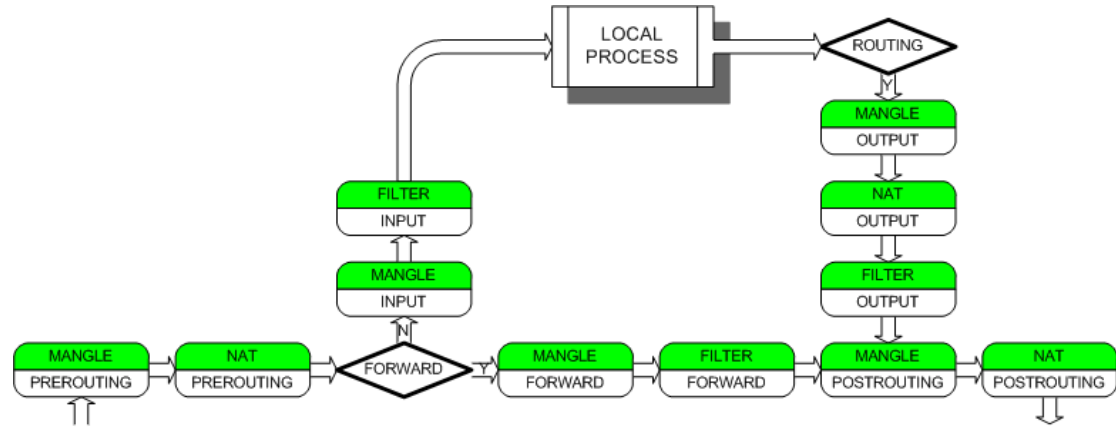 LOCAL
PROCESS
ROUTING
Y
MANGLE
OUTPUT
FILTER
INPUT
NAT
OUTPUT
MANGLE
INPUT
FILTER
OUTPUT
N
MANGLE
PREROUTING
NAT
PREROUTING
FORWARD
Y
MANGLE
FORWARD
FILTER
FORWARD
MANGLE
POSTROUTING
NAT
POSTROUTING